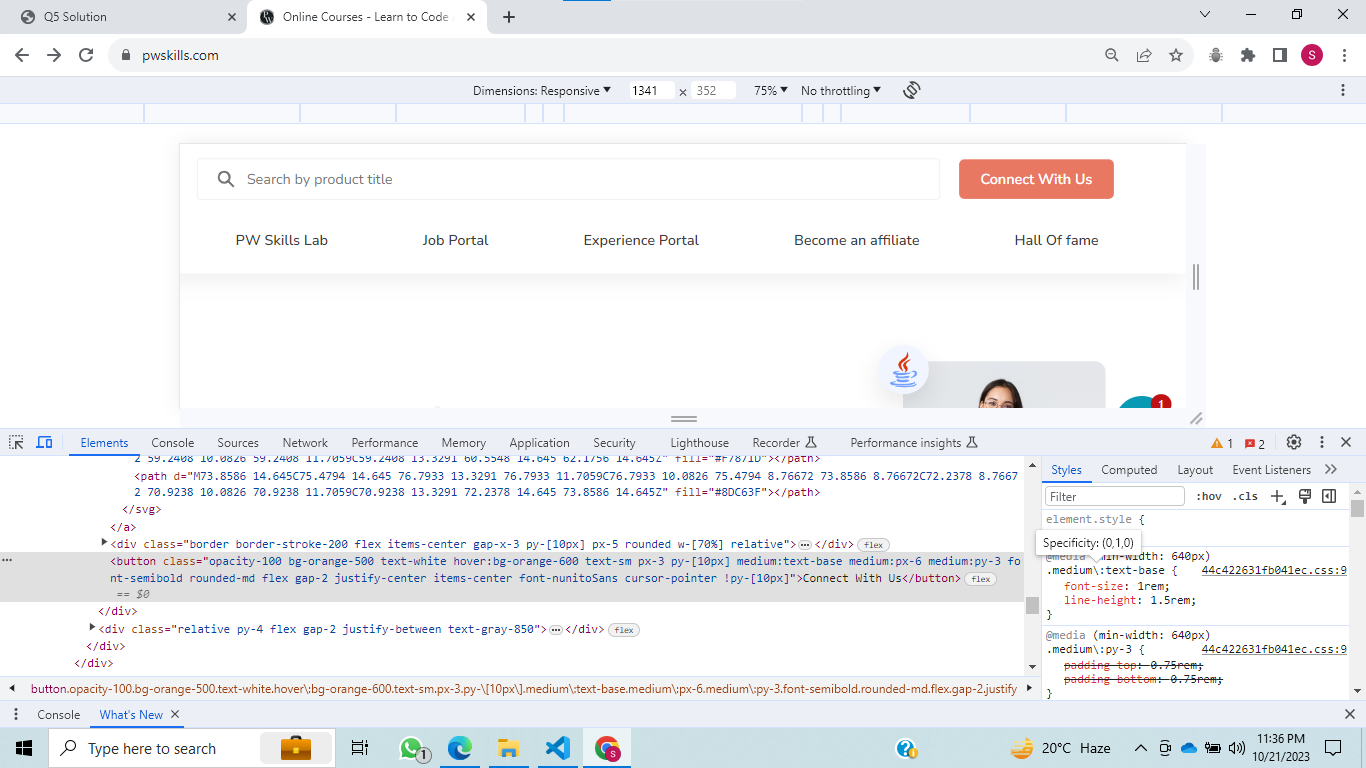 Q5 Solution
Online Courses - Learn to Code
pwskills.com
S
Dimensions: Responsive 1341 × 352 75% No throttling
Search by product title
Connect With Us
PW Skills Lab Job Portal Experience Portal Become an affiliate Hall Of fame
1
Elements Console Sources Network Performance Memory Application Security Lighthouse Recorder Performance insights 1 2
2 59.2408 10.0826 59.2408 11.7059C59.2408 13.3291 60.5548 14.645 62.1756 14.645Z" fill="#F7871D"></path>
<path d="M73.8586 14.645C75.4794 14.645 76.7933 13.3291 76.7933 11.7059C76.7933 10.0826 75.4794 8.76672 73.8586 8.76672C72.2378 8.7667
2 70.9238 10.0826 70.9238 11.7059C70.9238 13.3291 72.2378 14.645 73.8586 14.645Z" fill="#8DC63F"></path>
</svg>
</a>
<div class="border border-stroke-200 flex items-center gap-x-3 py-[10px] px-5 rounded w-[70%] relative">…</div> flex
<button class="opacity-100 bg-orange-500 text-white hover:bg-orange-600 text-sm px-3 py-[10px] medium:text-base medium:px-6 medium:py-3 fo
nt-semibold rounded-md flex gap-2 justify-center items-center font-nunitoSans cursor-pointer !py-[10px]">Connect With Us</button> flex
== $0
</div>
<div class="relative py-4 flex gap-2 justify-between text-gray-850">…</div> flex
</div>
</div>
button.opacity-100.bg-orange-500.text-white.hover\:bg-orange-600.text-sm.px-3.py-\[10px\].medium\:text-base.medium\:px-6.medium\:py-3.font-semibold.rounded-md.flex.gap-2.justify
Styles Computed Layout Event Listeners
Filter :hov .cls
element.style {
Specificity: (0,1,0)
@media (min-width: 640px)
.medium\:text-base { 44c422631fb041ec.css:9
font-size: 1rem;
line-height: 1.5rem;
}
@media (min-width: 640px)
.medium\:py-3 { 44c422631fb041ec.css:9
padding-top: 0.75rem;
padding-bottom: 0.75rem;
}
Console What's New
Type here to search
1
S
20°C Haze
11:36 PM
10/21/2023